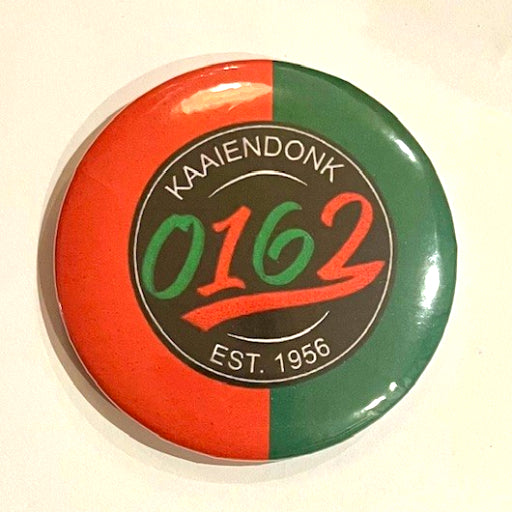 KAAIENDONK
0162
EST. 1956